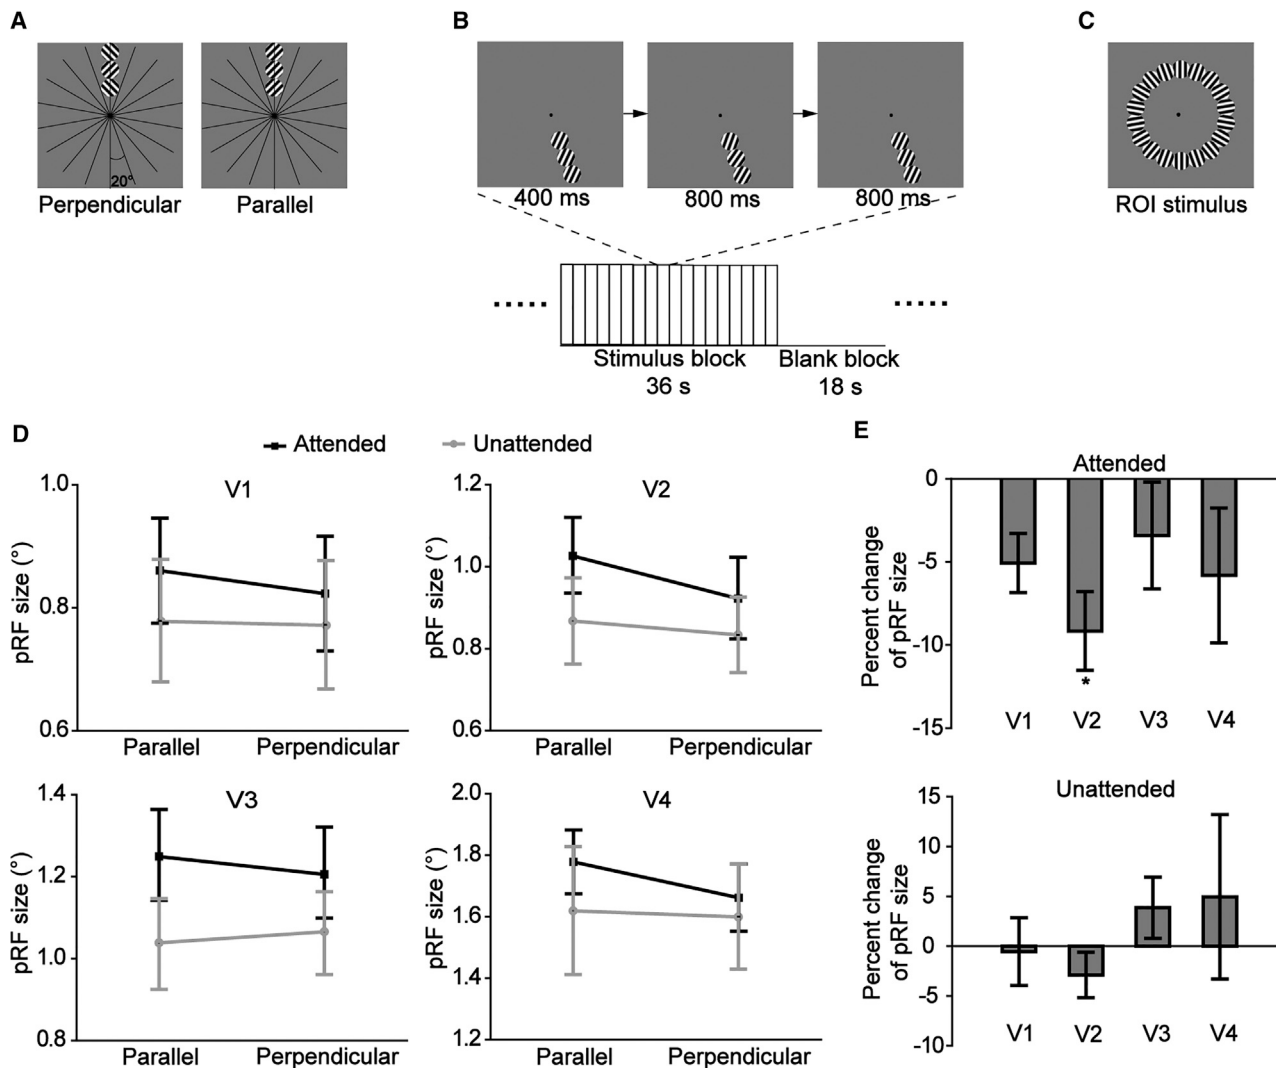 A
20°
Perpendicular
Parallel
B
400 ms
800 ms
800 ms
Stimulus block
36 s
Blank block
18 s
C
ROI stimulus
D
Attended
Unattended
V1
pRF size (°)
1.0
0.8
0.6
Parallel
Perpendicular
V2
pRF size (°)
1.2
1.0
0.8
0.6
Parallel
Perpendicular
V3
pRF size (°)
1.4
1.2
1.0
0.8
Parallel
Perpendicular
V4
pRF size (°)
2.0
1.8
1.6
1.4
1.2
Parallel
Perpendicular
E
Attended
Percent change
of pRF size
0
-5
-10
-15
*
V1
V2
V3
V4
Unattended
Percent change
of pRF size
15
10
5
0
-5
-10
V1
V2
V3
V4